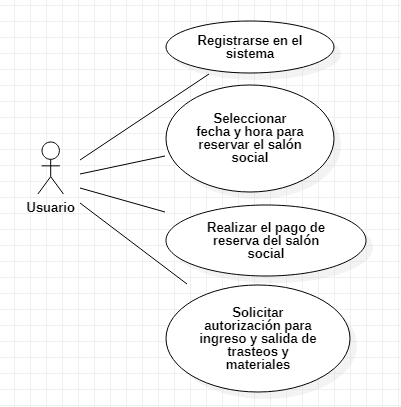 Registrarse en el
sistema
Seleccionar
fecha y hora para
reservar el salón
social
Usuario
Realizar el pago de
reserva del salón
social
Solicitar
autorización para
ingreso y salida de
trasteos y
materiales